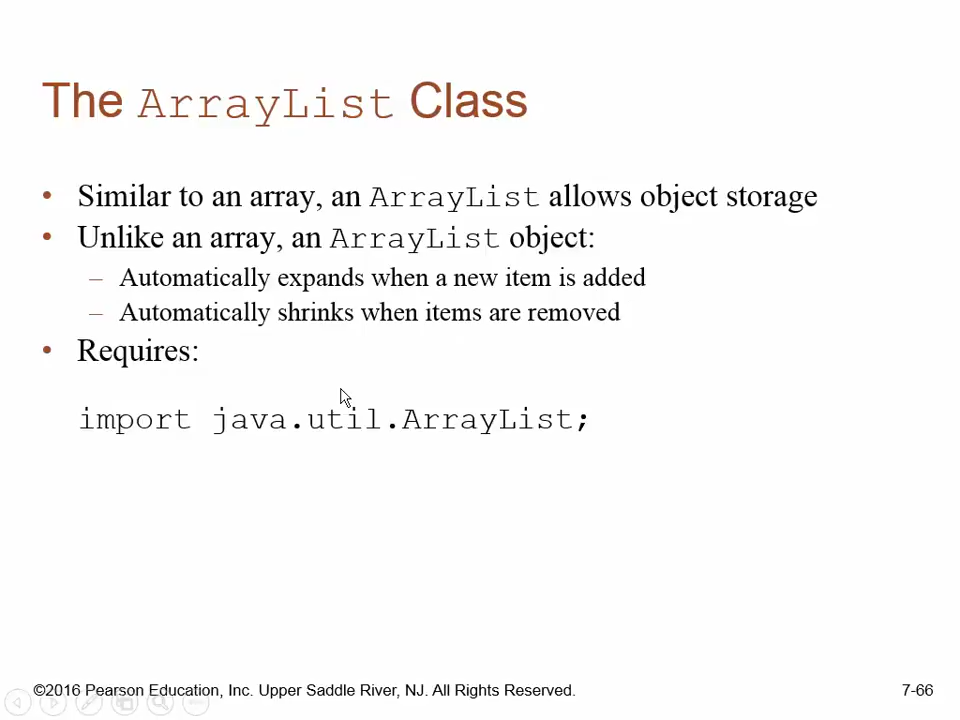 The ArrayList Class
• Similar to an array, an ArrayList allows object storage
• Unlike an array, an ArrayList object:
– Automatically expands when a new item is added
– Automatically shrinks when items are removed
• Requires:
import java.util.ArrayList;
©2016 Pearson Education, Inc. Upper Saddle River, NJ. All Rights Reserved.
7-66